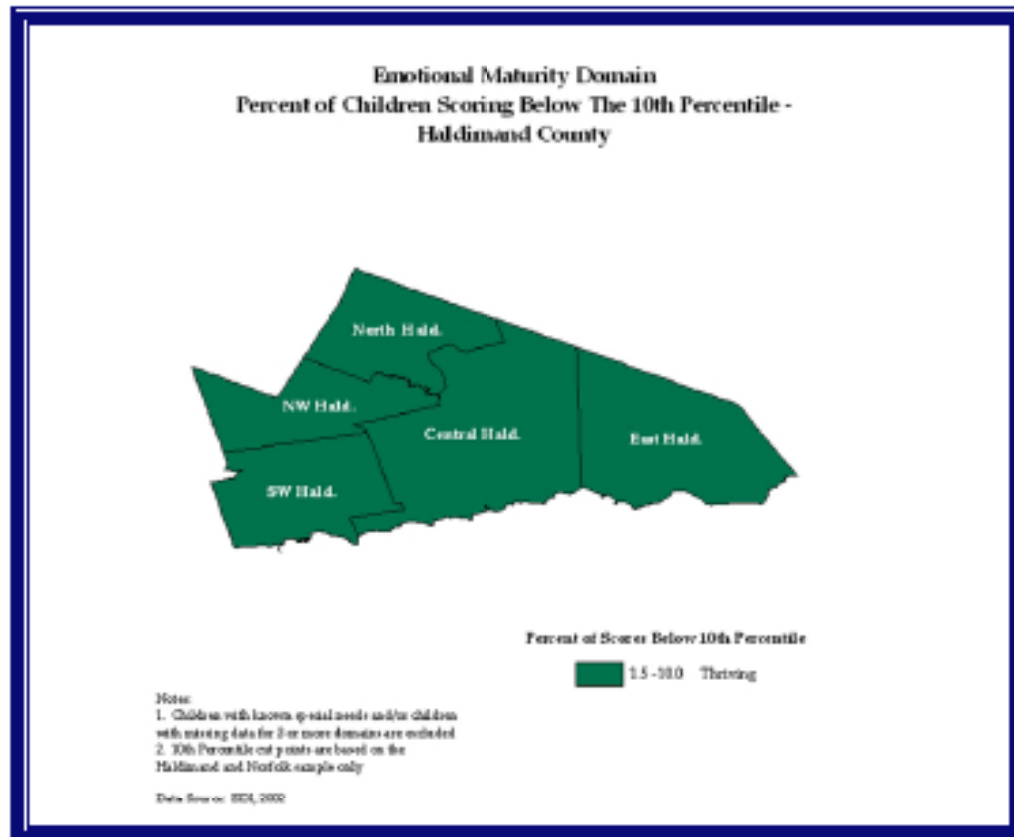 Emotional Maturity Domain
Percent of Children Scoring Below The 10th Percentile -
Haldimand County
North Hald.
NW Hald.
Central Hald.
East Hald.
SW Hald.
Percent of Scores Below 10th Percentile
-10.0 Thriving
Notes:
1. Children with known special needs and/or children
with missing data for or more domains are excluded
2. 10th Percentile cut points are based on the
Haldimand and Norfolk sample only
Data Source: EDI, 2002